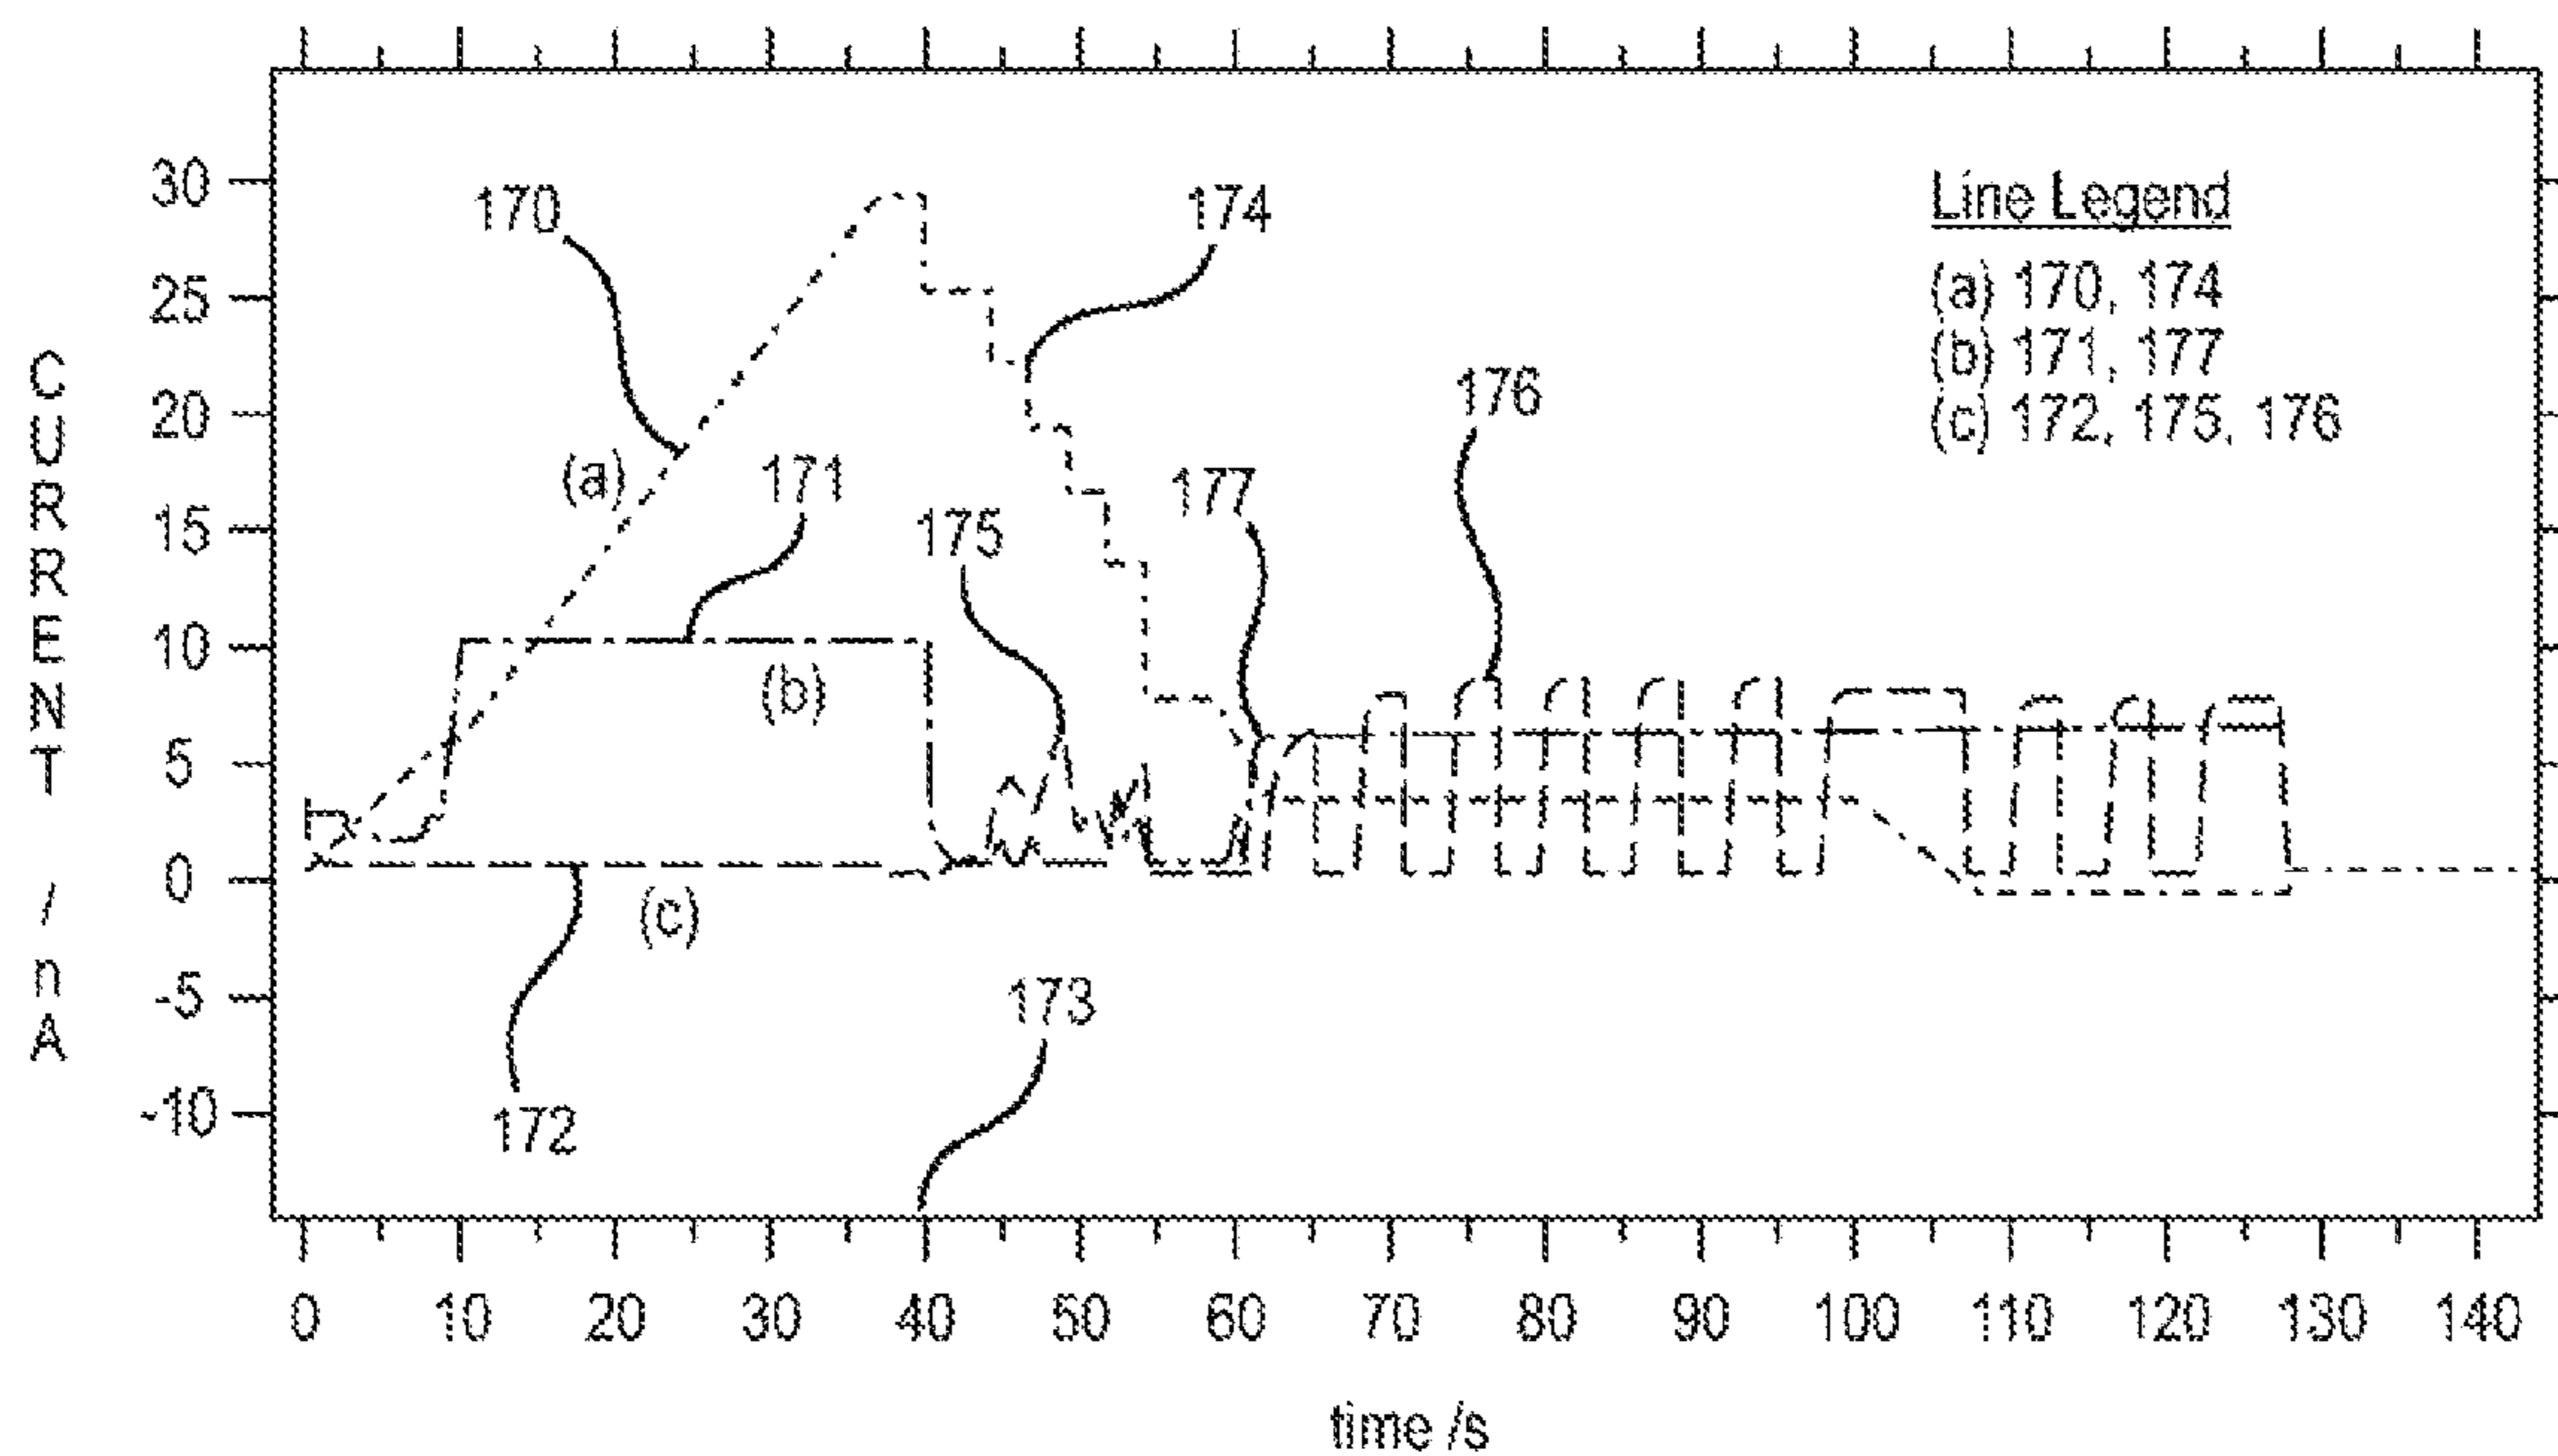 30
25
20
15
10
5
0
-5
-10
CURRENT /nA
170
174
176
(a)
171
175
177
(b)
(c)
172
173
Line Legend
(a) 170, 174
(b) 171, 177
(c) 172, 175, 176
0 10 20 30 40 50 60 70 80 90 100 110 120 130 140
time /s